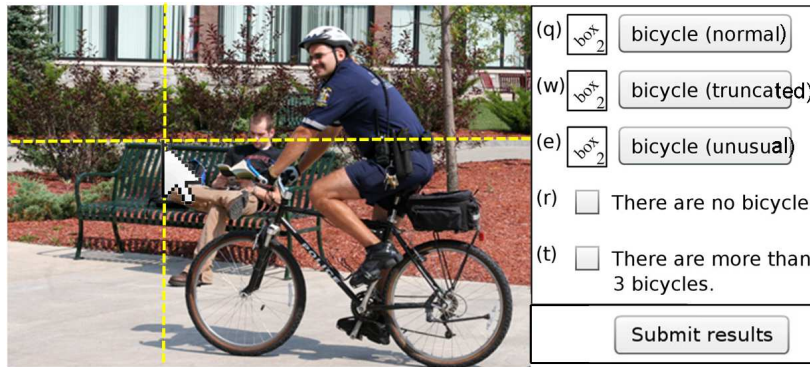 (q) box 2 bicycle (normal)
(w) box 2 bicycle (truncated)
(e) box 2 bicycle (unusual)
(r) There are no bicycle
(t) There are more than
3 bicycles.
Submit results
POLICE